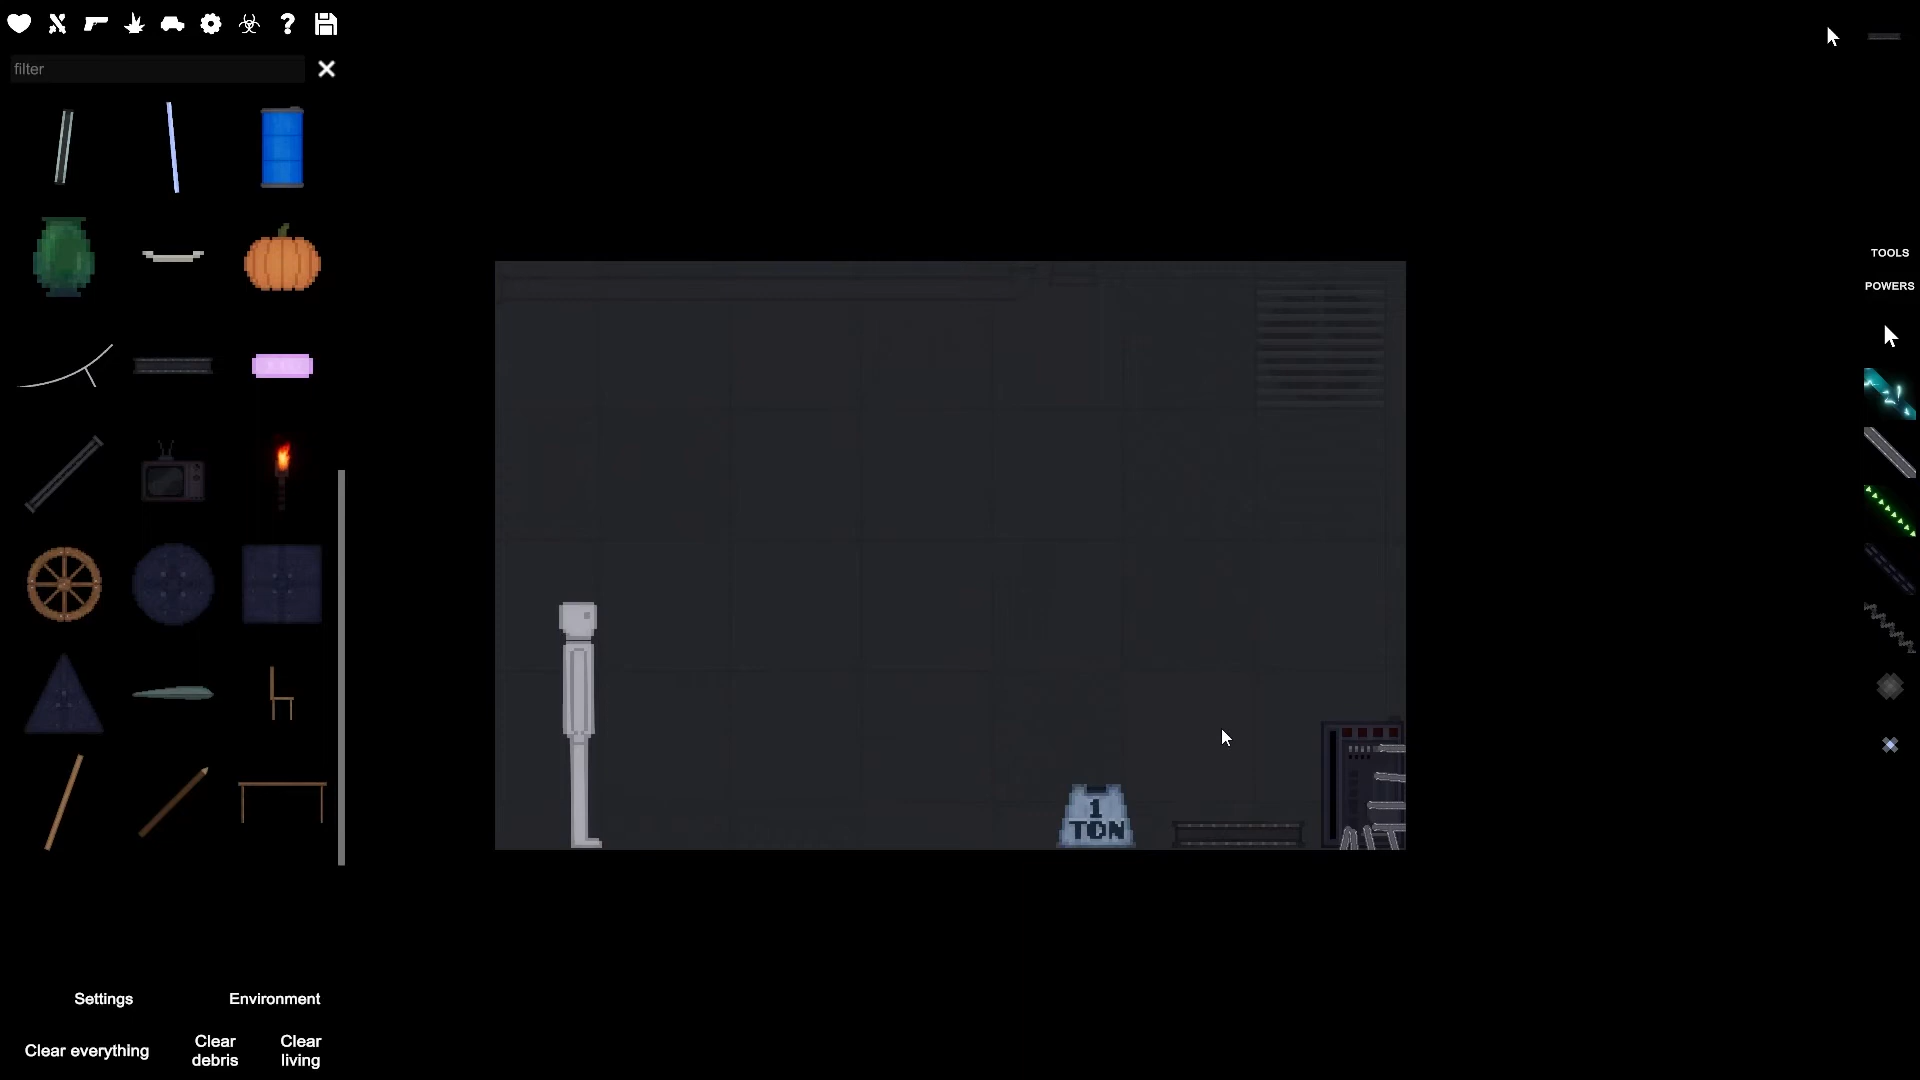 filter
TOOLS
POWERS
1
TON
Settings
Environment
Clear everything
Clear
debris
Clear
living